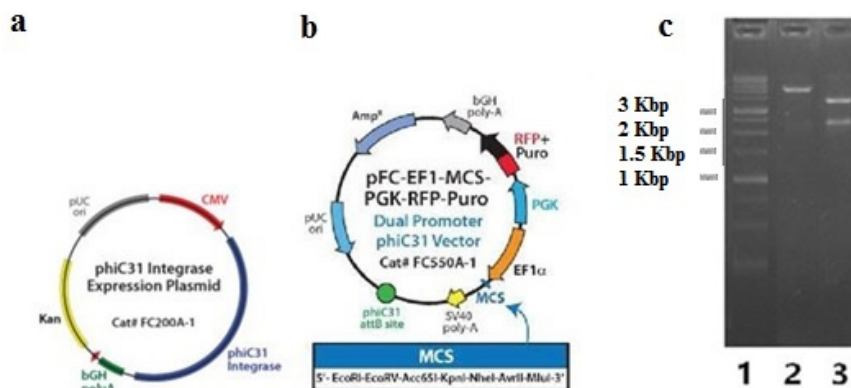 a
pUC
ori
CMV
phiC31 Integrase
Expression Plasmid
Cat# FC200A-1
Kan
bGH
polyA
phiC31
Integrase
b
bGH
poly-A
Ampᴿ
RFP+
Puro
pFC-EF1-MCS-
PGK-RFP-Puro
Dual Promoter
phiC31 Vector
Cat# FC550A-1
PGK
pUC
ori
EF1α
MCS
phiC31
attB site
SV40
poly-A
MCS
5'- EcoRI-EcoRV-Acc65I-KpnI-NheI-AvrII-MluI-3'
c
3 Kbp
2 Kbp
1.5 Kbp
1 Kbp
1 2 3